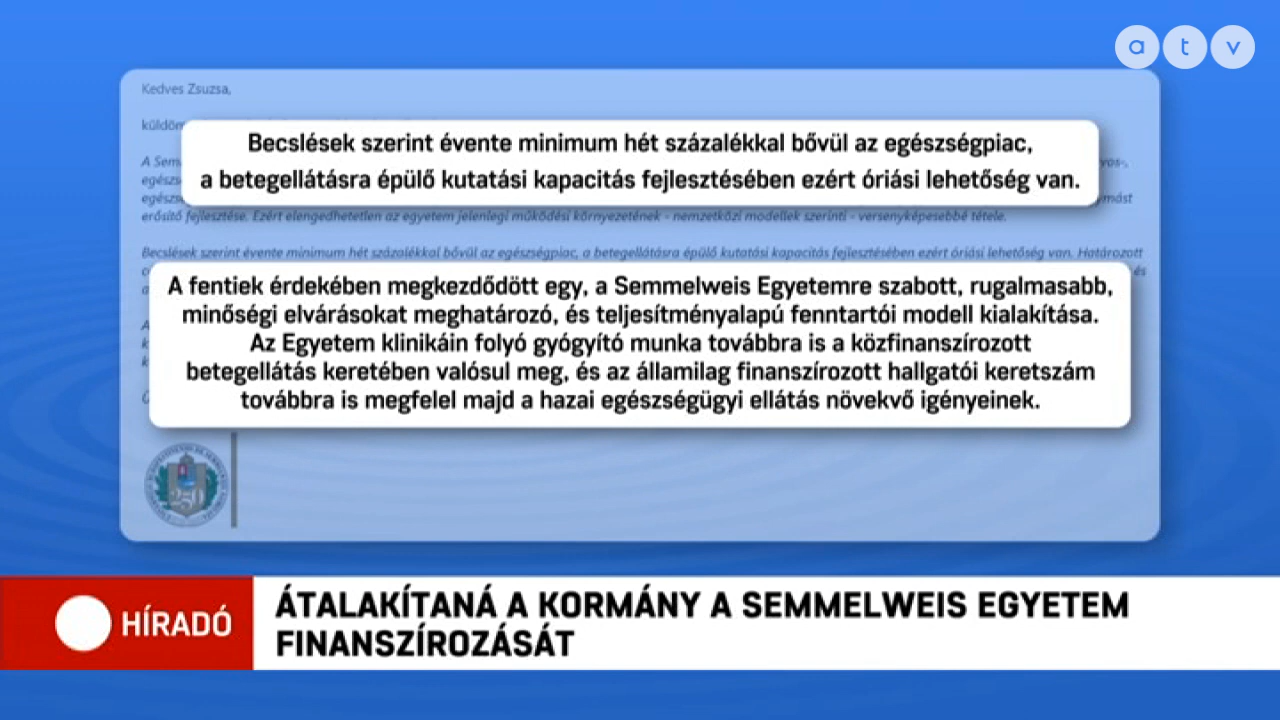 atv
Kedves Zsuzsa,
Becslések szerint évente minimum hét százalékkal bővül az egészségpiac,
a betegellátásra épülő kutatási kapacitás fejlesztésében ezért óriási lehetőség van.
erősítő fejlesztése. Ezért elengedhetetlen az egyetem jelenlegi működési környezetének - nemzetközi modellek szerinti - versenyképesebbé tétele.
Becslések szerint évente minimum hét százalékkal bővül az egészségpiac, a betegellátásra épülő kutatási kapacitás fejlesztésében ezért óriási lehetőség van. Határozott
A fentiek érdekében megkezdődött egy, a Semmelweis Egyetemre szabott, rugalmasabb,
minőségi elvárásokat meghatározó, és teljesítményalapú fenntartói modell kialakítása.
Az Egyetem klinikáin folyó gyógyító munka továbbra is a közfinanszírozott
betegellátás keretében valósul meg, és az államilag finanszírozott hallgatói keretszám
továbbra is megfelel majd a hazai egészségügyi ellátás növekvő igényeinek.
250
HÍRADÓ
ÁTALAKÍTANÁ A KORMÁNY A SEMMELWEIS EGYETEM
FINANSZÍROZÁSÁT